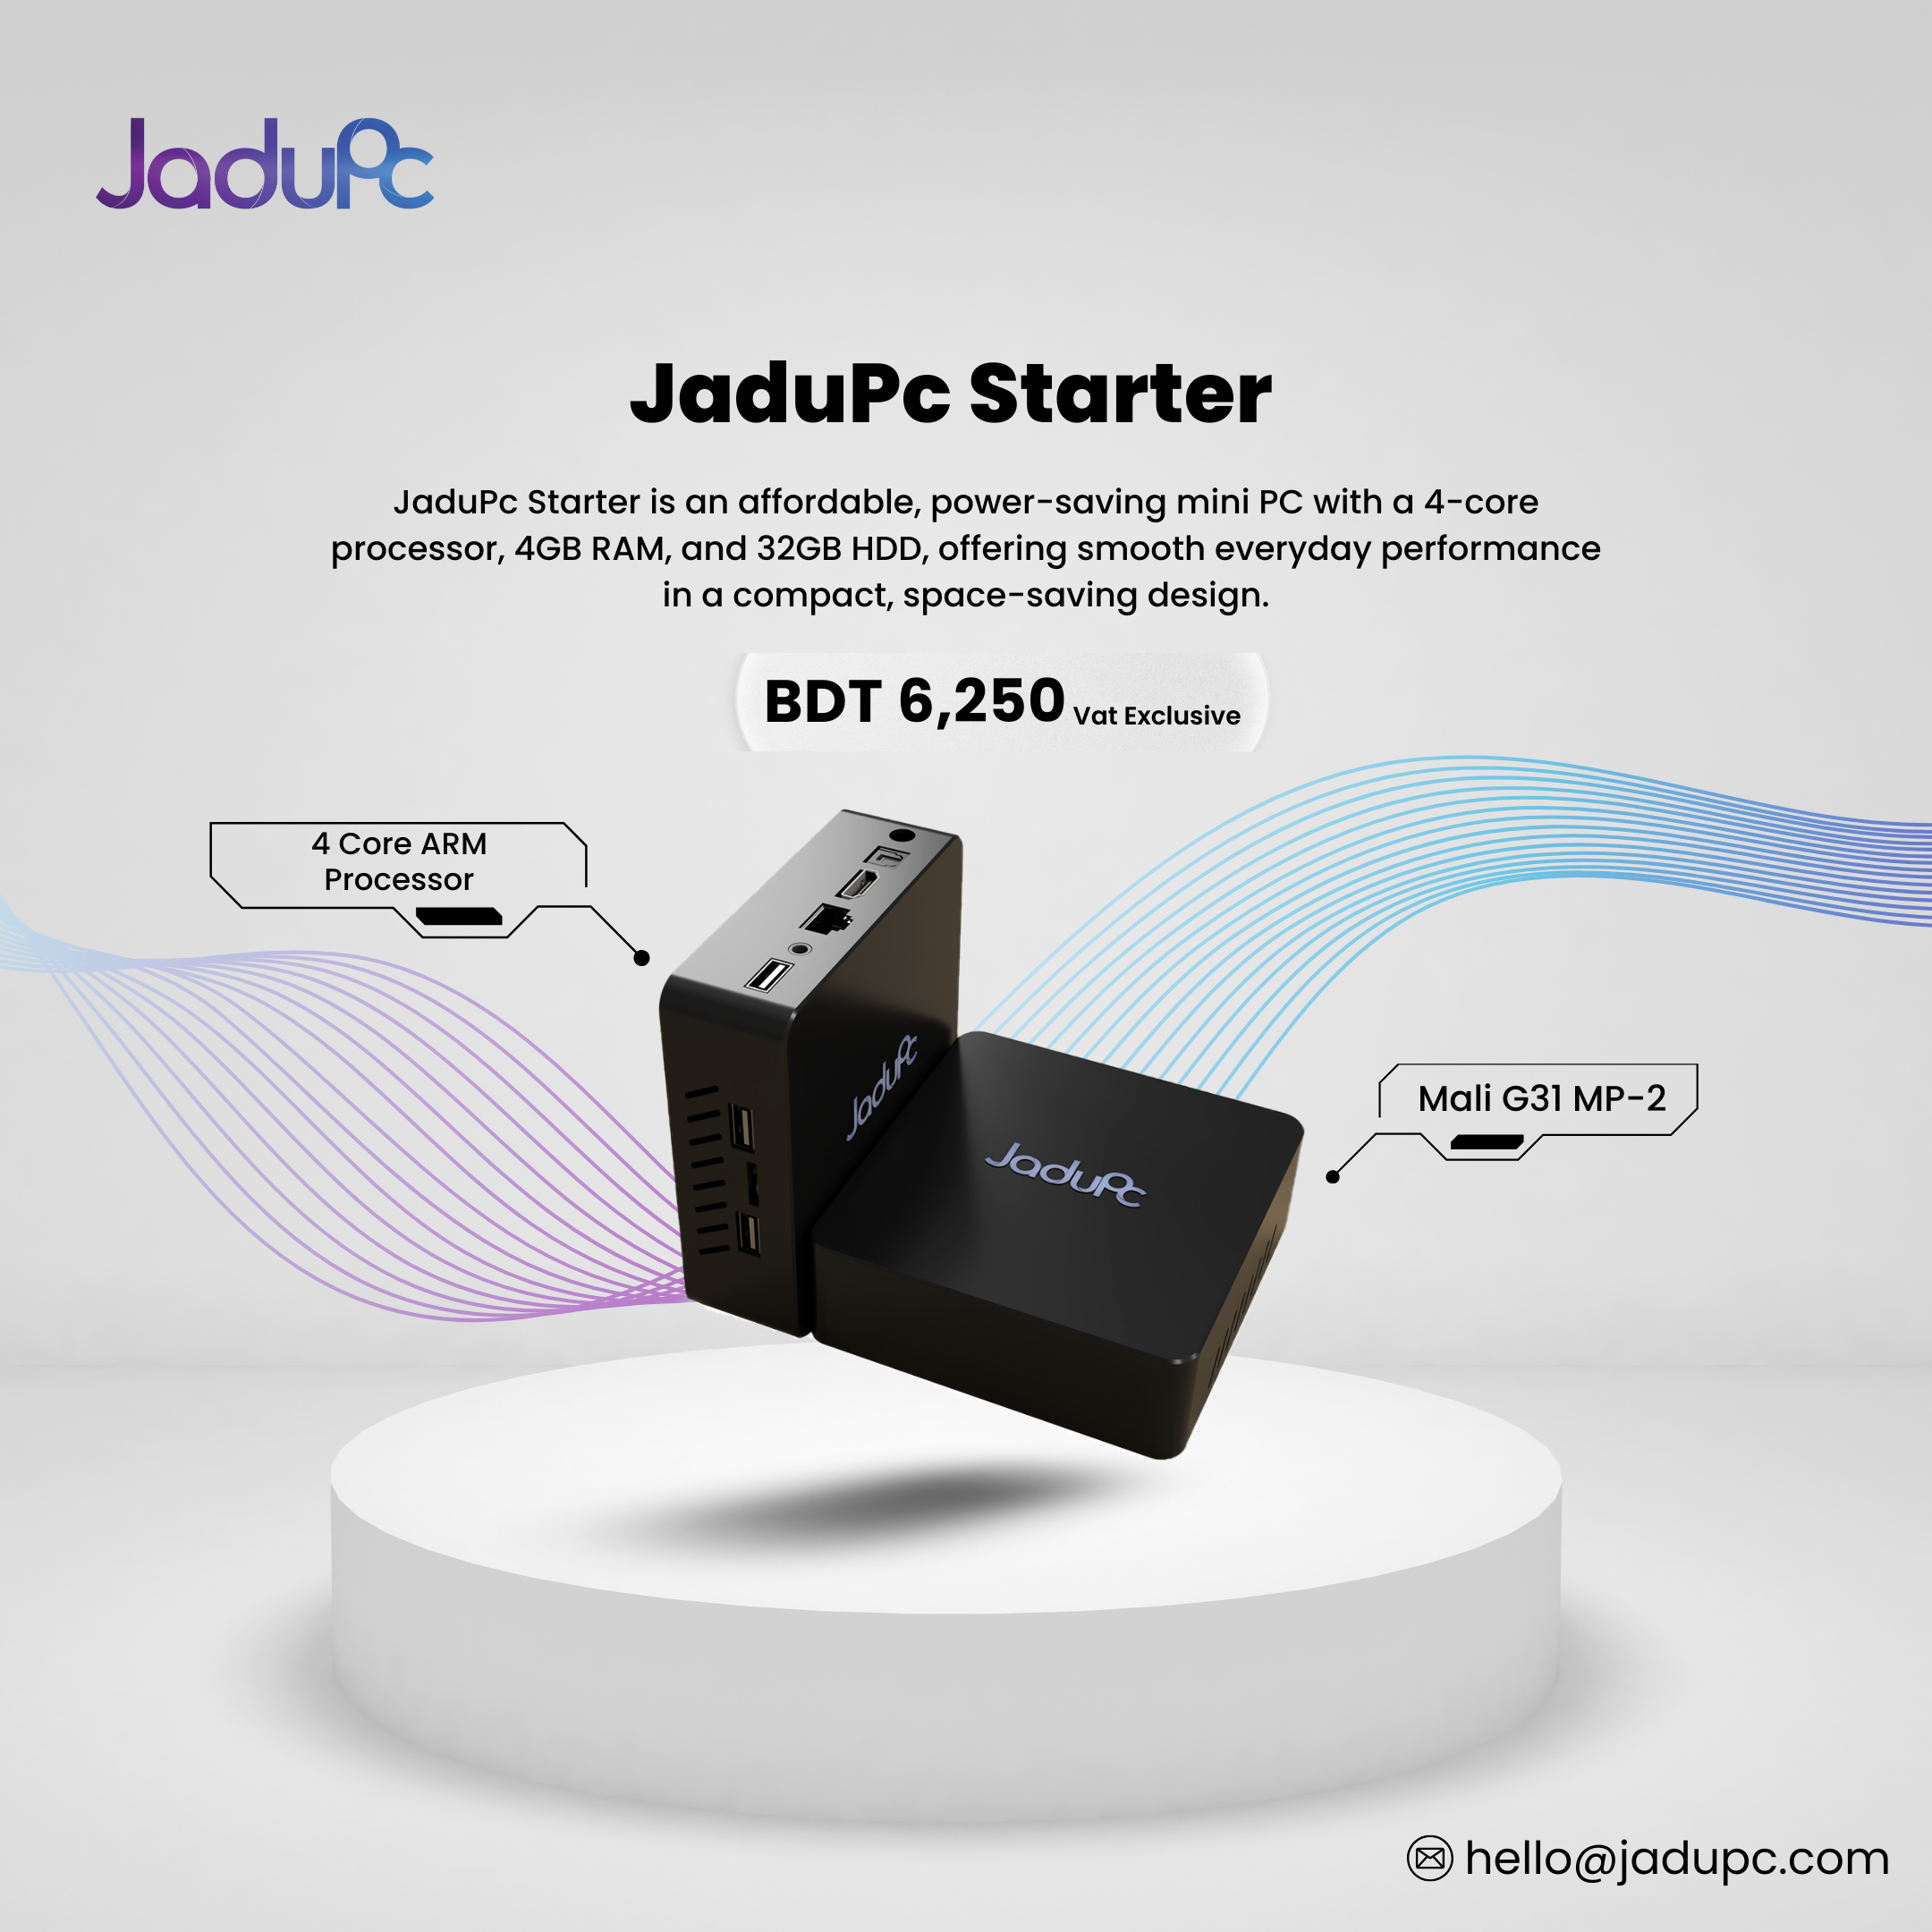 JaduPc
JaduPc Starter
JaduPc Starter is an affordable, power-saving mini PC with a 4-core
processor, 4GB RAM, and 32GB HDD, offering smooth everyday performance
in a compact, space-saving design.
BDT 6,250 Vat Exclusive
4 Core ARM
Processor
JaduPc
JaduPc
Mali G31 MP-2
hello@jadupc.com